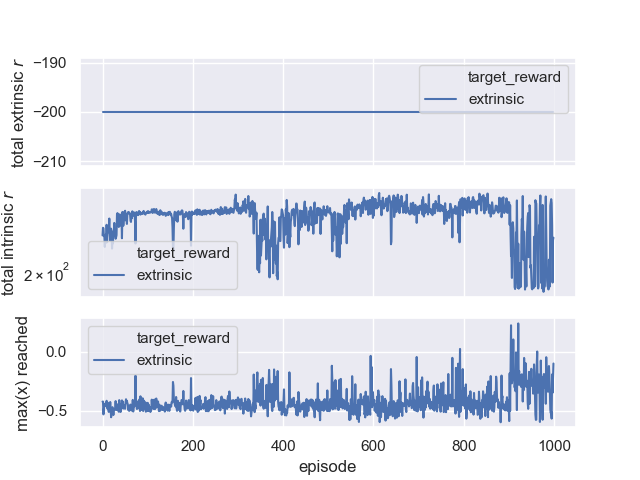 total extrinsic r
−190
−200
−210
target_reward
extrinsic
total intrinsic r
2 × 10²
target_reward
extrinsic
max(x) reached
0.0
−0.5
target_reward
extrinsic
0 200 400 600 800 1000
episode